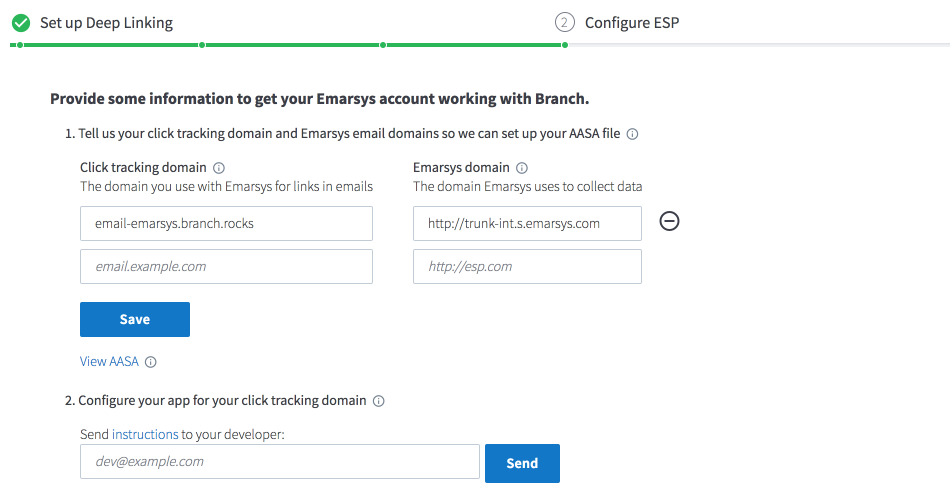 Set up Deep Linking
2 Configure ESP
Provide some information to get your Emarsys account working with Branch.
1. Tell us your click tracking domain and Emarsys email domains so we can set up your AASA file
Click tracking domain
Emarsys domain
The domain you use with Emarsys for links in emails
The domain Emarsys uses to collect data
email-emarsys.branch.rocks
http://trunk-int.s.emarsys.com
email.example.com
http://esp.com
Save
View AASA
2. Configure your app for your click tracking domain
Send instructions to your developer:
dev@example.com
Send